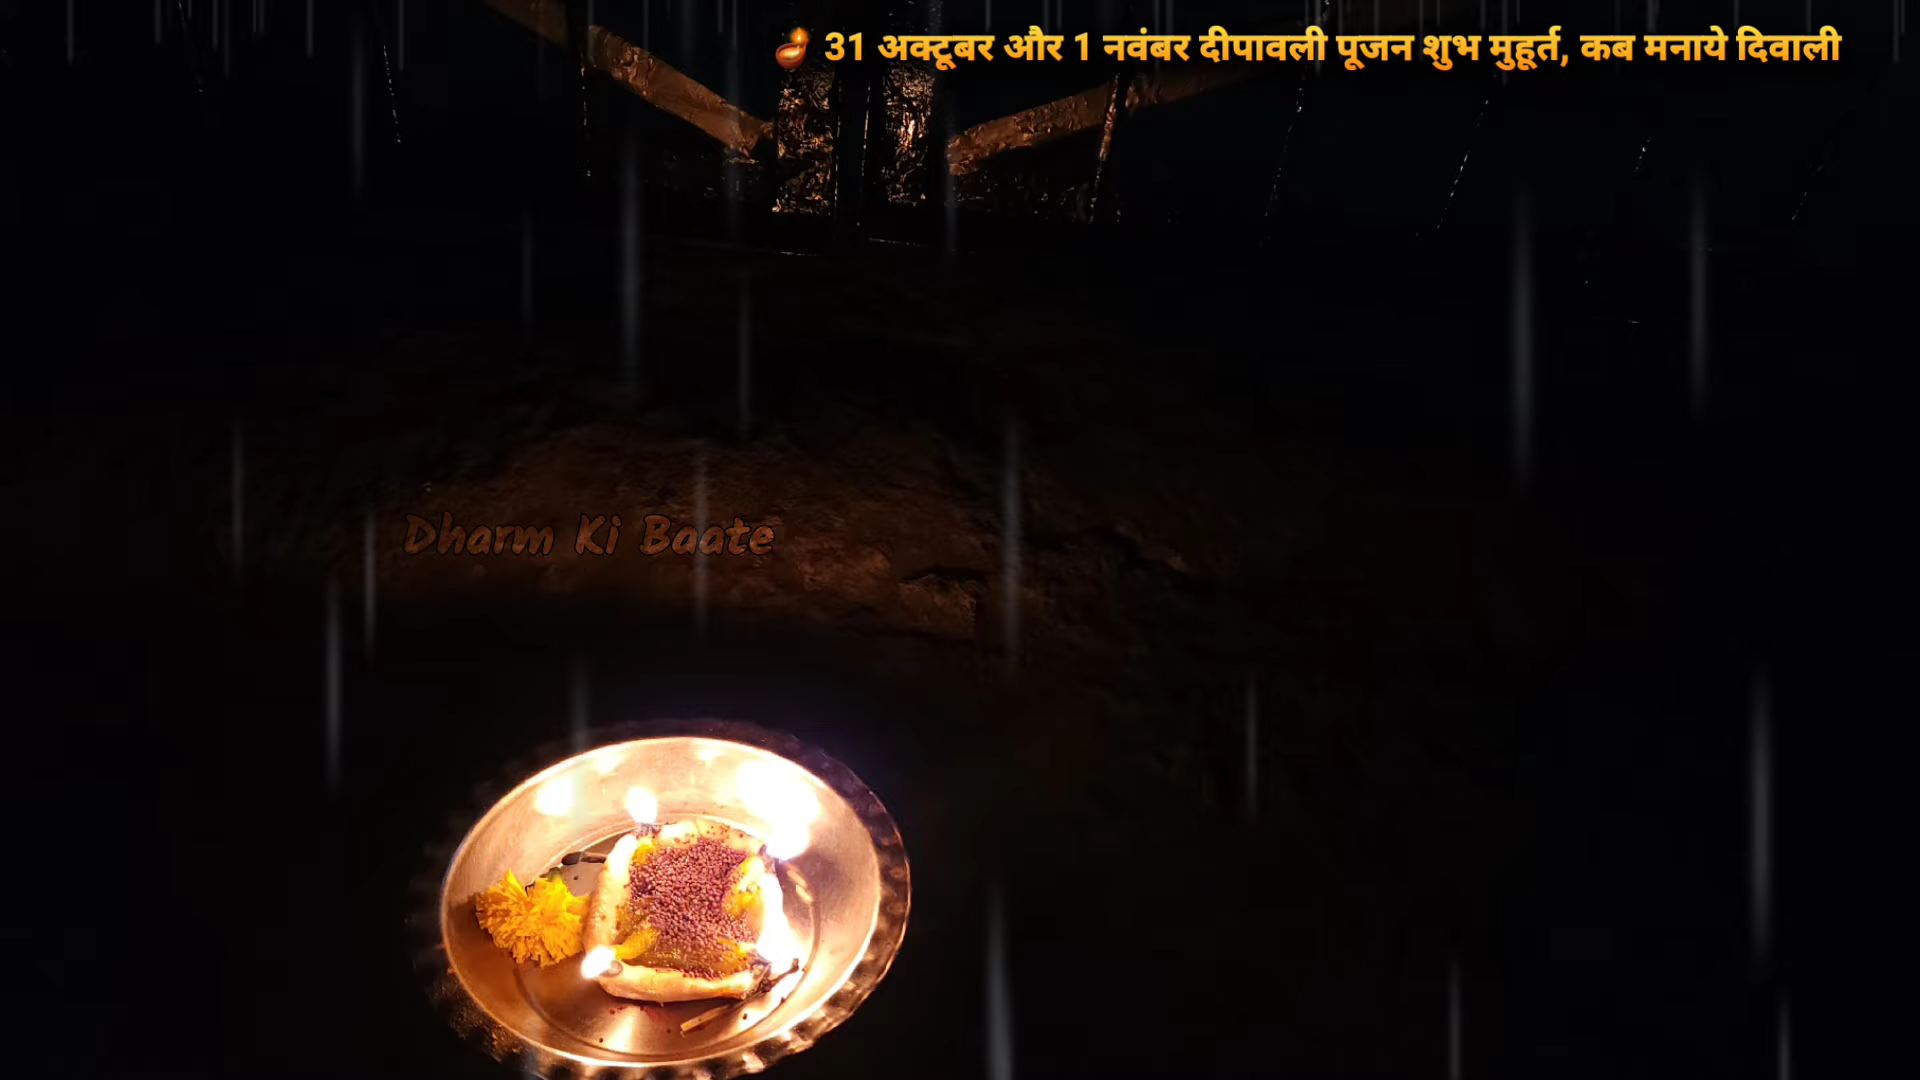 🪔 31 अक्टूबर और 1 नवंबर दीपावली पूजन शुभ मुहूर्त, कब मनाये दिवाली
Dharm Ki Baate